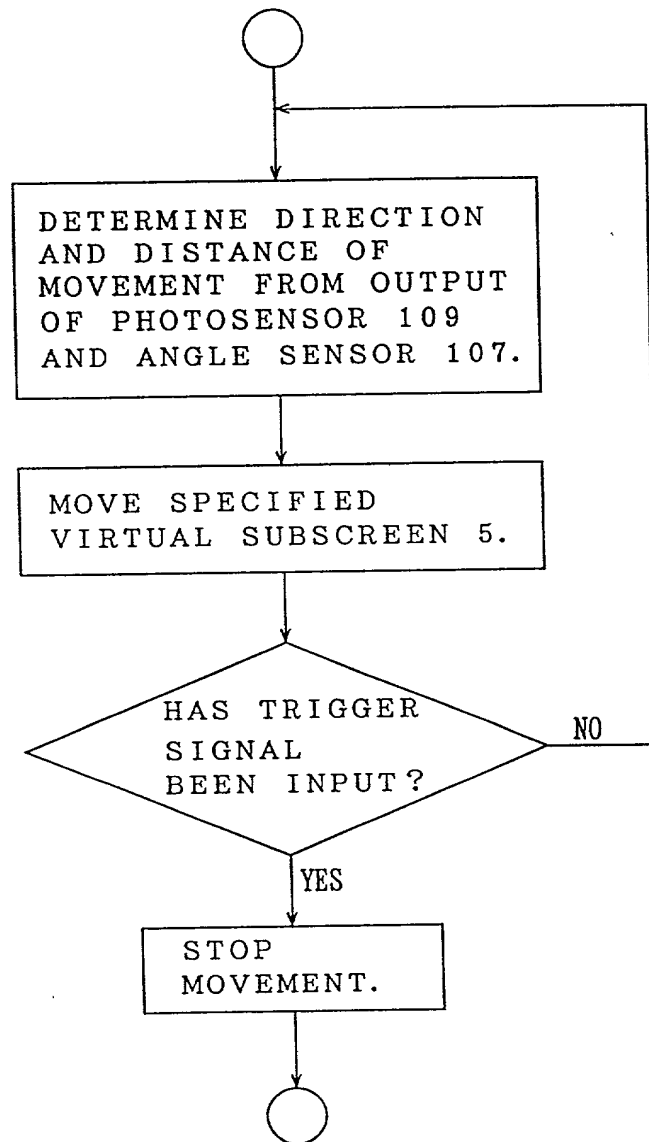 DETERMINE DIRECTION
AND DISTANCE OF
MOVEMENT FROM OUTPUT
OF PHOTOSENSOR 109
AND ANGLE SENSOR 107.
MOVE SPECIFIED
VIRTUAL SUBSCREEN 5.
HAS TRIGGER
SIGNAL
BEEN INPUT?
NO
YES
STOP
MOVEMENT.